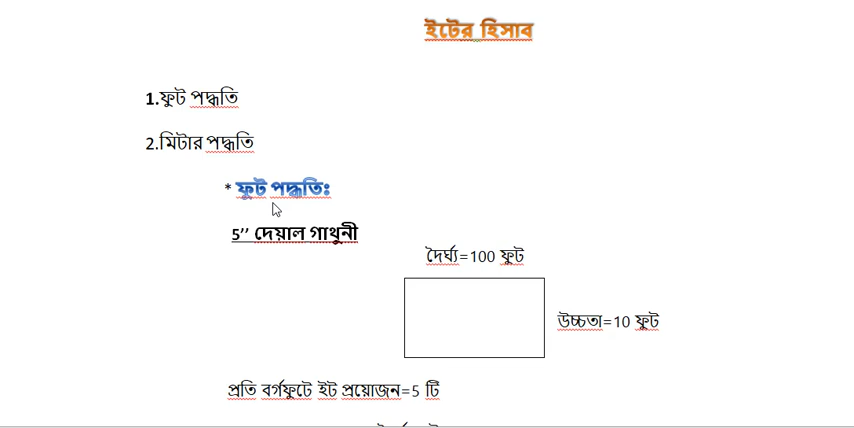 ইটের হিসাব
1.ফুট পদ্ধতি
2.মিটার পদ্ধতি
* ফুট পদ্ধতিঃ
5’’ দেয়াল গাথুনী
দৈর্ঘ্য=100 ফুট
উচ্চতা=10 ফুট
প্রতি বর্গফুটে ইট প্রয়োজন=5 টি